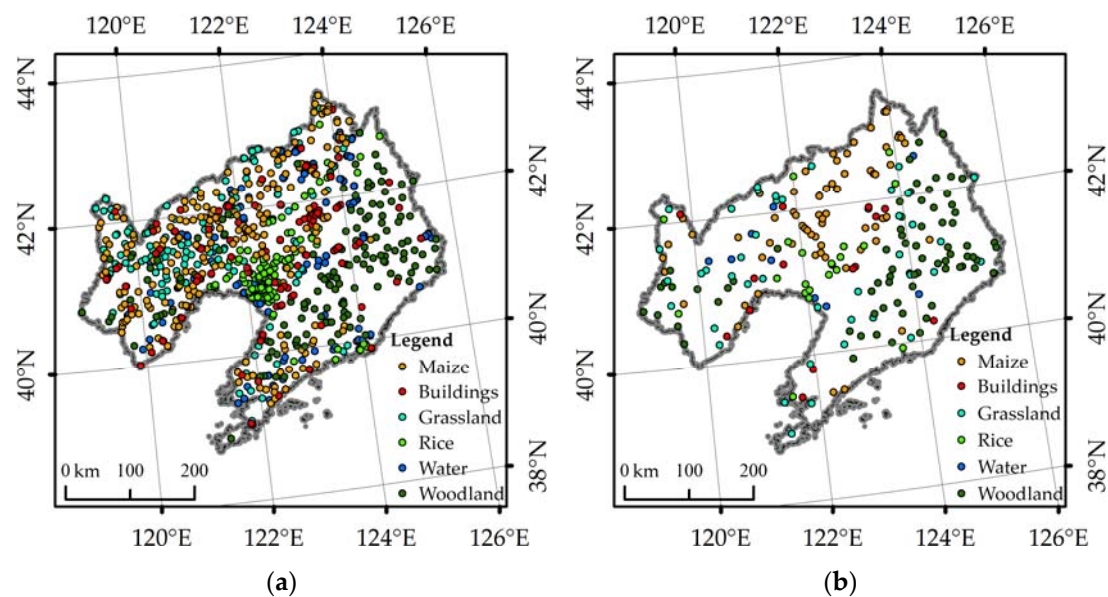 120°E 122°E 124°E 126°E
44°N
42°N
42°N
40°N
40°N
38°N
Legend
Maize
Buildings
Grassland
Rice
Water
Woodland
0 km 100 200
120°E 122°E 124°E 126°E
(a)
120°E 122°E 124°E 126°E
44°N
42°N
42°N
40°N
40°N
38°N
Legend
Maize
Buildings
Grassland
Rice
Water
Woodland
0 km 100 200
120°E 122°E 124°E 126°E
(b)